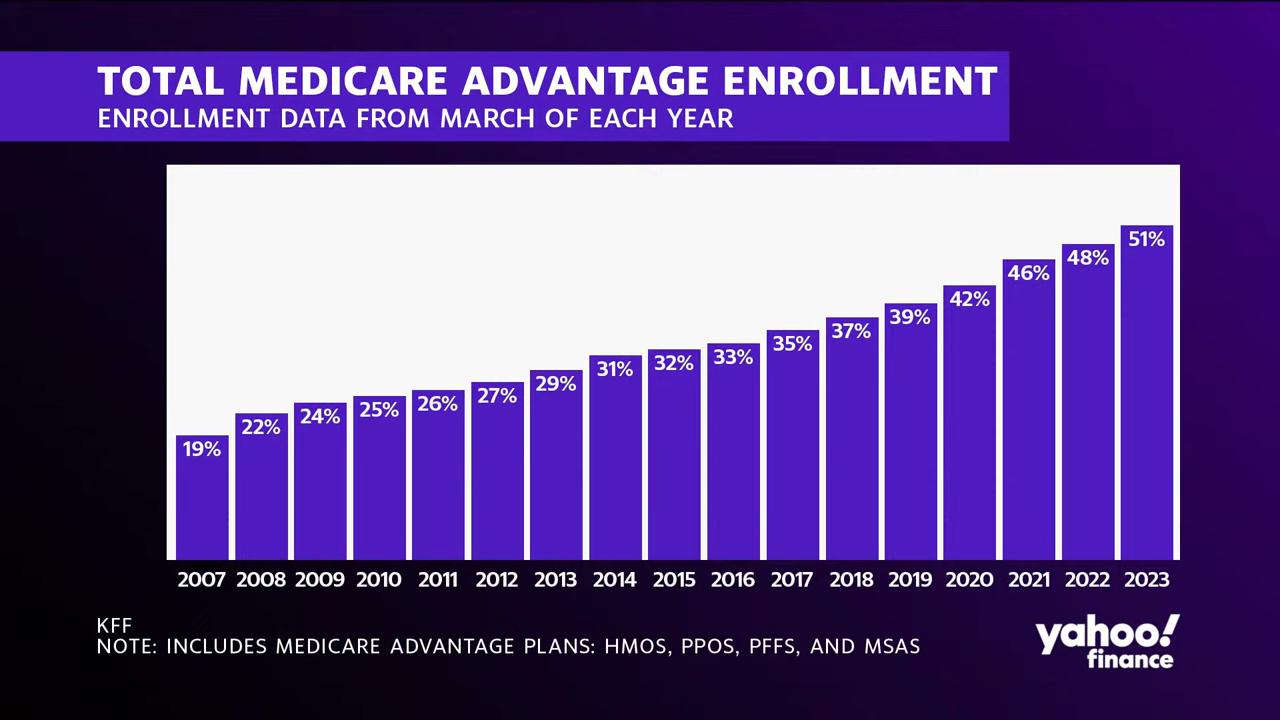 TOTAL MEDICARE ADVANTAGE ENROLLMENT
ENROLLMENT DATA FROM MARCH OF EACH YEAR
19% 22% 24% 25% 26% 27% 29% 31% 32% 33% 35% 37% 39% 42% 46% 48% 51%
2007 2008 2009 2010 2011 2012 2013 2014 2015 2016 2017 2018 2019 2020 2021 2022 2023
KFF
NOTE: INCLUDES MEDICARE ADVANTAGE PLANS: HMOS, PPOS, PFFS, AND MSAS
yahoo!
finance